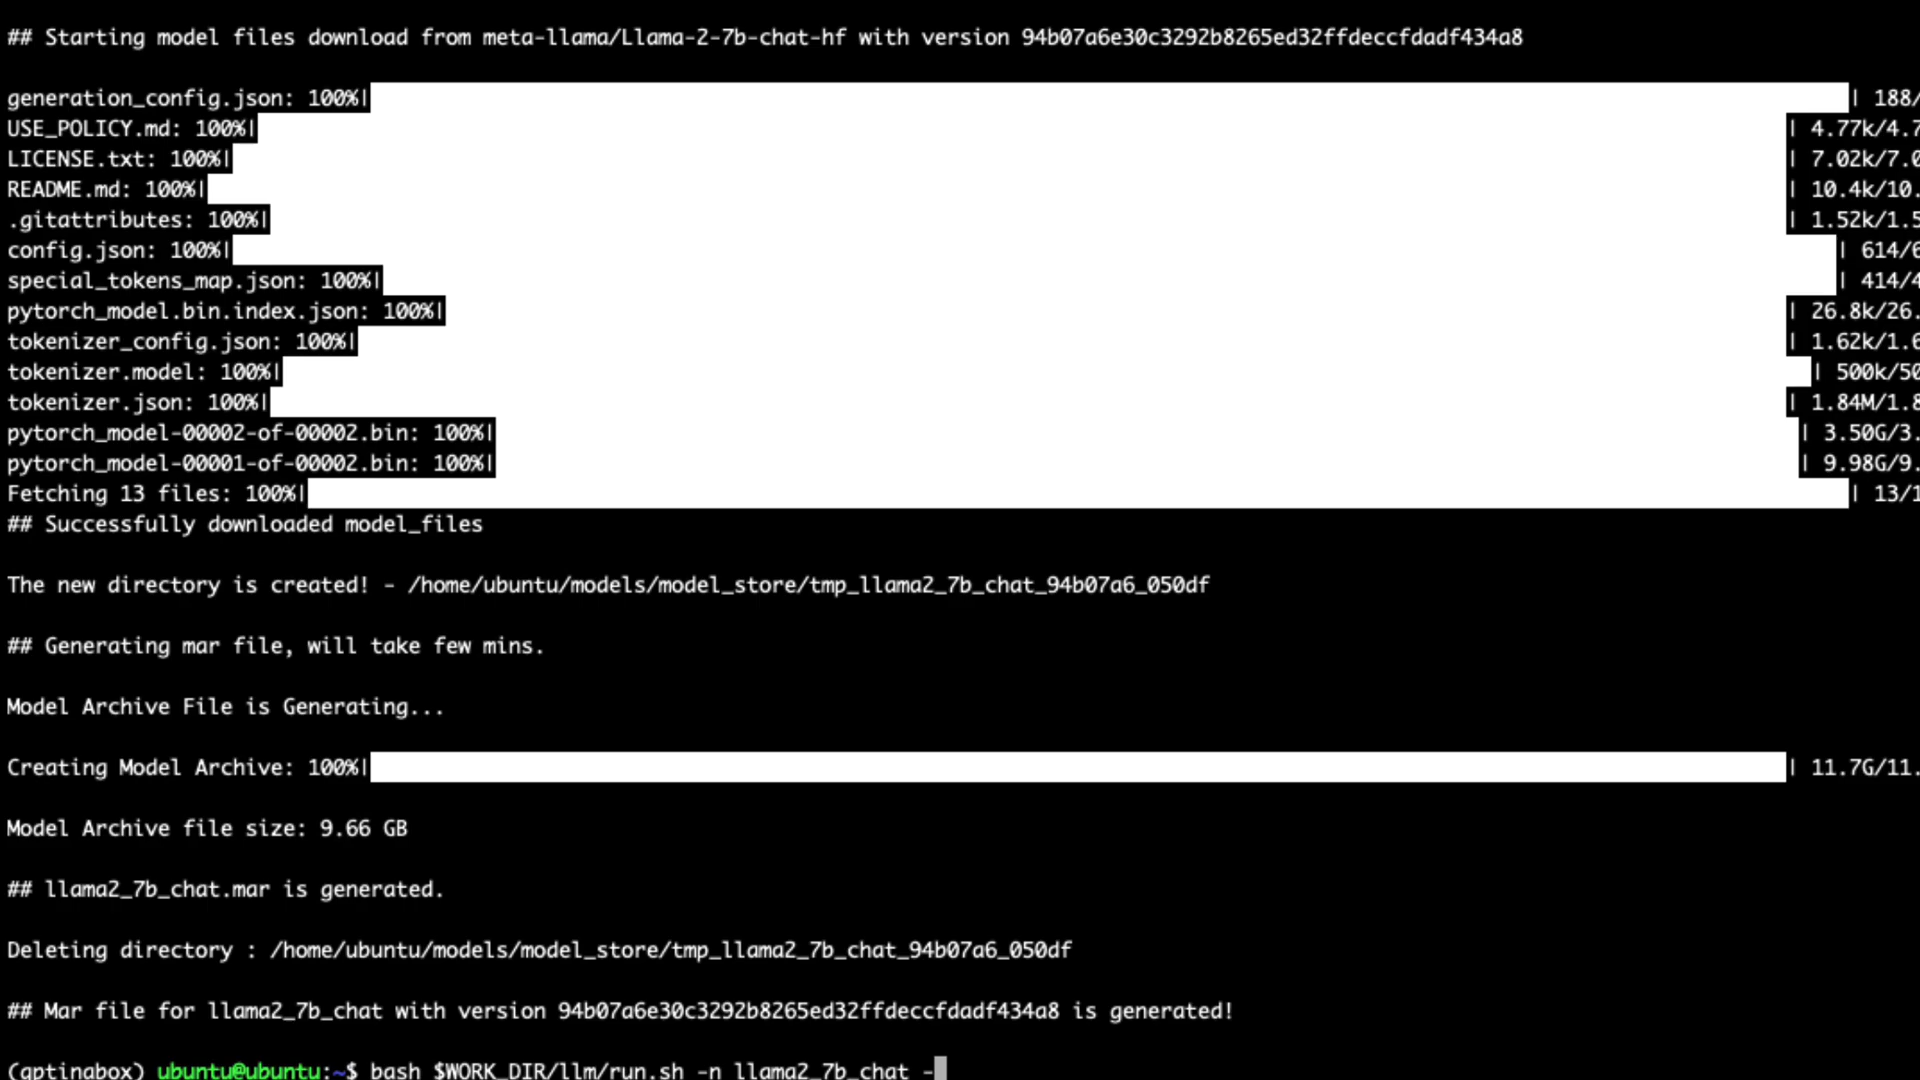 ## Starting model files download from meta-llama/Llama-2-7b-chat-hf with version 94b07a6e30c3292b8265ed32ffdeccfdadf434a8
generation_config.json: 100%| | 188/
USE_POLICY.md: 100%| | 4.77k/4.7
LICENSE.txt: 100%| | 7.02k/7.0
README.md: 100%| | 10.4k/10.
.gitattributes: 100%| | 1.52k/1.5
config.json: 100%| | 614/6
special_tokens_map.json: 100%| | 414/4
pytorch_model.bin.index.json: 100%| | 26.8k/26.
tokenizer_config.json: 100%| | 1.62k/1.6
tokenizer.model: 100%| | 500k/50
tokenizer.json: 100%| | 1.84M/1.8
pytorch_model-00002-of-00002.bin: 100%| | 3.50G/3.
pytorch_model-00001-of-00002.bin: 100%| | 9.98G/9.
Fetching 13 files: 100%| | 13/1
## Successfully downloaded model_files
The new directory is created! - /home/ubuntu/models/model_store/tmp_llama2_7b_chat_94b07a6_050df
## Generating mar file, will take few mins.
Model Archive File is Generating...
Creating Model Archive: 100%| | 11.7G/11.
Model Archive file size: 9.66 GB
## llama2_7b_chat.mar is generated.
Deleting directory : /home/ubuntu/models/model_store/tmp_llama2_7b_chat_94b07a6_050df
## Mar file for llama2_7b_chat with version 94b07a6e30c3292b8265ed32ffdeccfdadf434a8 is generated!
(gptinabox) ubuntu@ubuntu:~$ bash $WORK_DIR/llm/run.sh -n llama2_7b_chat -